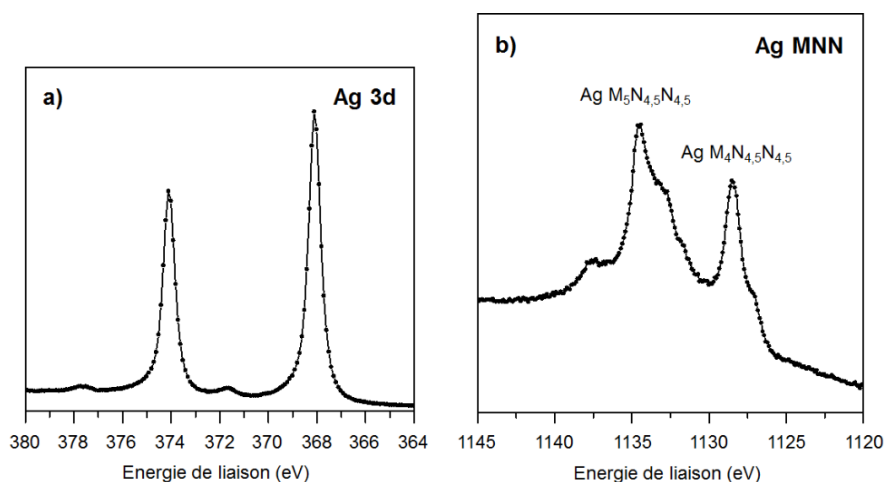 a)
Ag 3d
380 378 376 374 372 370 368 366 364
Energie de liaison (eV)
b)
Ag MNN
Ag M₅N₄,₅N₄,₅
Ag M₄N₄,₅N₄,₅
1145 1140 1135 1130 1125 1120
Energie de liaison (eV)